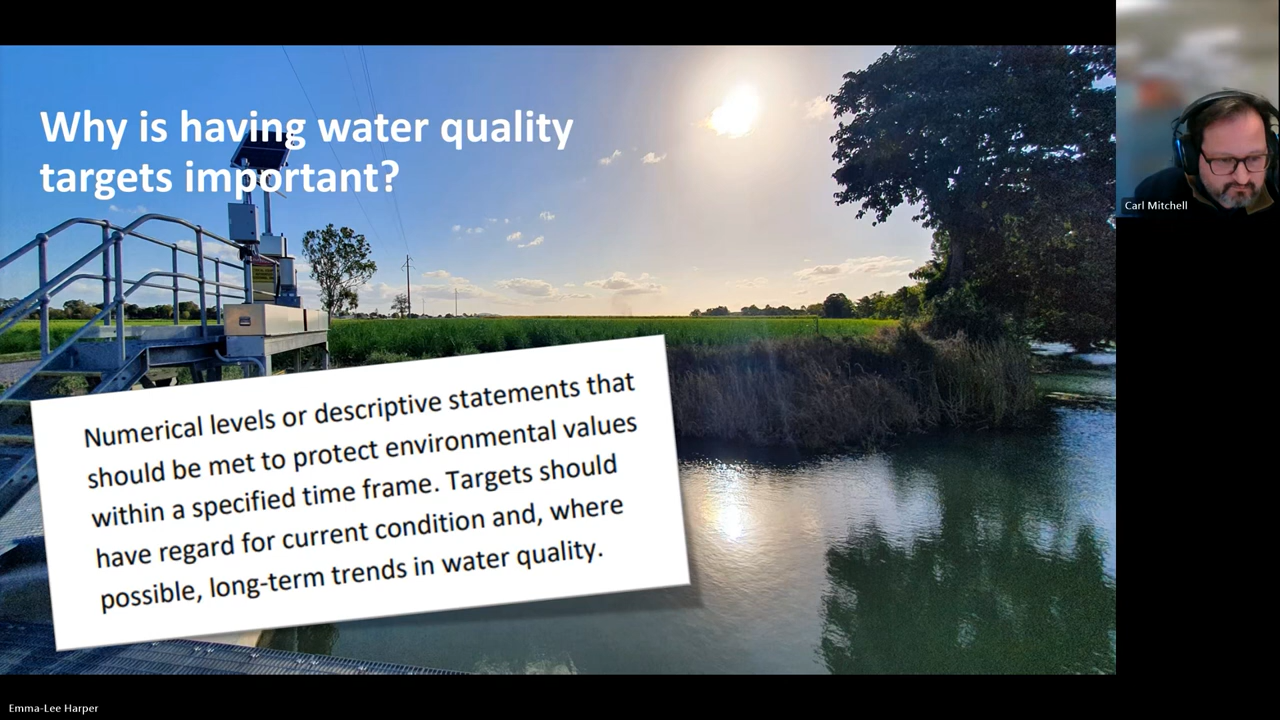 Why is having water quality
targets important?
Numerical levels or descriptive statements that
should be met to protect environmental values
within a specified time frame. Targets should
have regard for current condition and, where
possible, long-term trends in water quality.
Carl Mitchell
Emma-Lee Harper